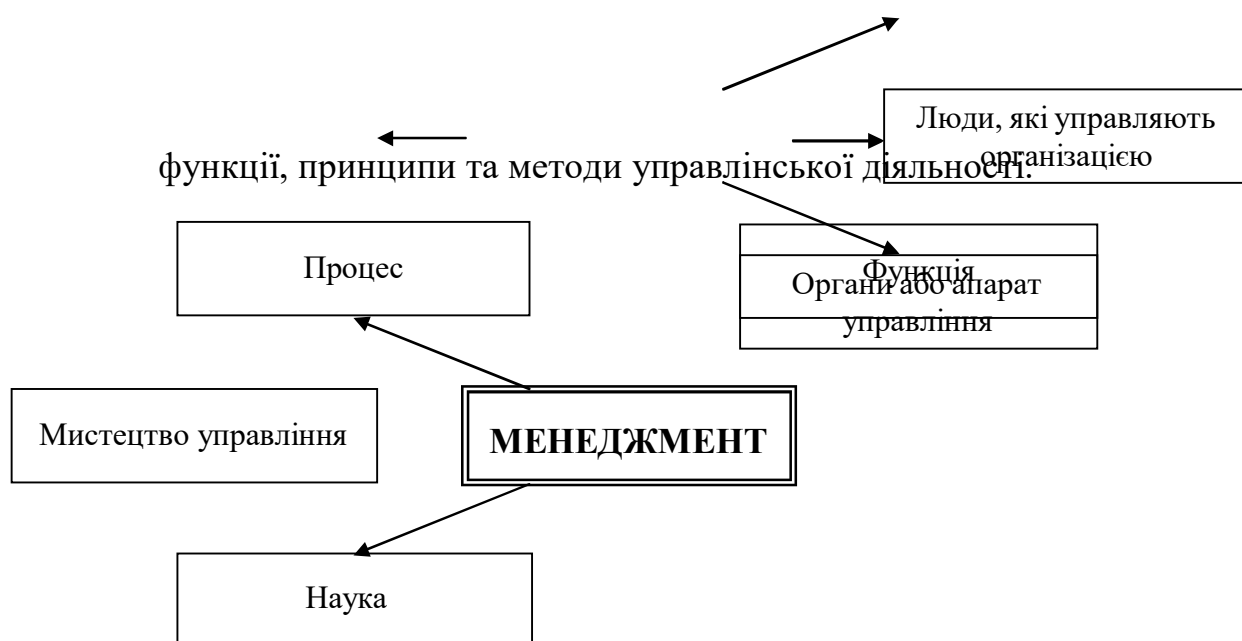 Люди, які управляють
організацією
функції, принципи та методи управлінської діяльності.
Процес
Функція
Органи або апарат
управління
Мистецтво управління
МЕНЕДЖМЕНТ
Наука